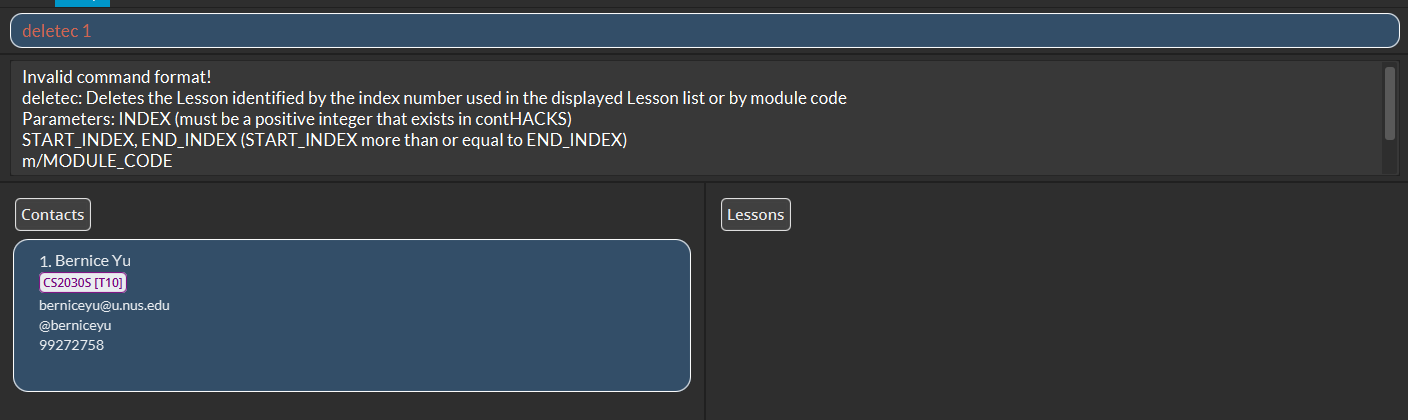 deletec 1
Invalid command format!
deletec: Deletes the Lesson identified by the index number used in the displayed Lesson list or by module code
Parameters: INDEX (must be a positive integer that exists in contHACKS)
START_INDEX, END_INDEX (START_INDEX more than or equal to END_INDEX)
m/MODULE_CODE
Contacts
Lessons
1. Bernice Yu
CS2030S [T10]
berniceyu@u.nus.edu
@berniceyu
99272758